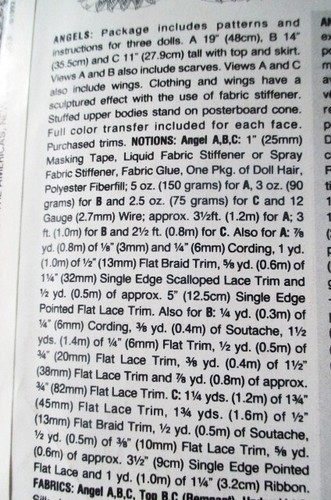 ANGELS: Package includes patterns and
instructions for three dolls. A 19" (48cm), B 14"
(35.5cm) and C 11" (27.9cm) tall with top and skirt.
Views A and B also include scarves. Views A and C
also include wings. Clothing and wings have a
sculptured effect with the use of fabric stiffener.
Stuffed upper bodies stand on posterboard cone.
Full color transfer included for each face.
Purchased trims. NOTIONS: Angel A,B,C: 1" (25mm)
Masking Tape, Liquid Fabric Stiffener or Spray
Fabric Stiffener, Fabric Glue, One Pkg. of Doll Hair,
Polyester Fiberfill; 5 oz. (150 grams) for A, 3 oz. (90
grams) for B and 2.5 oz. (75 grams) for C and 12
Gauge (2.7mm) Wire; approx. 3½ft. (1.2m) for A; 3
ft. (1.0m) for B and 2½ ft. (0.8m) for C. Also for A: ⅞
yd. (0.8m) of ⅛" (3mm) and ¼" (6mm) Cording, 1 yd.
(1.0m) of ½" (13mm) Flat Braid Trim, ⅝ yd. (0.6m) of
1¼" (32mm) Single Edge Scalloped Lace Trim and
½ yd. (0.5m) of approx. 5" (12.5cm) Single Edge
Pointed Flat Lace Trim. Also for B: ¼ yd. (0.3m) of
¼" (6mm) Cording, ⅜ yd. (0.4m) of Soutache, 1½
yds. (1.4m) of ¼" (6mm) Flat Trim, ½ yd. (0.5m) of
¾" (20mm) Flat Lace Trim, ⅜ yd. (0.4m) of 1½"
(38mm) Flat Lace Trim and ⅞ yd. (0.8m) of approx.
¾" (82mm) Flat Lace Trim. C: 1¼ yds. (1.2m) of 1¾"
(45mm) Flat Lace Trim, 1¾ yds. (1.6m) of ½"
(13mm) Flat Braid Trim, ½ yd. (0.5m) of Soutache,
½ yd. (0.5m) of ⅜" (10mm) Flat Lace Trim, ⅝ yd.
(0.6m) of approx. 3½" (9cm) Single Edge Pointed
Flat Lace and 1 yd. (1.0m) of 1¼" (3.2cm) Ribbon.
FABRICS: Angel A,B,C, Top B,C